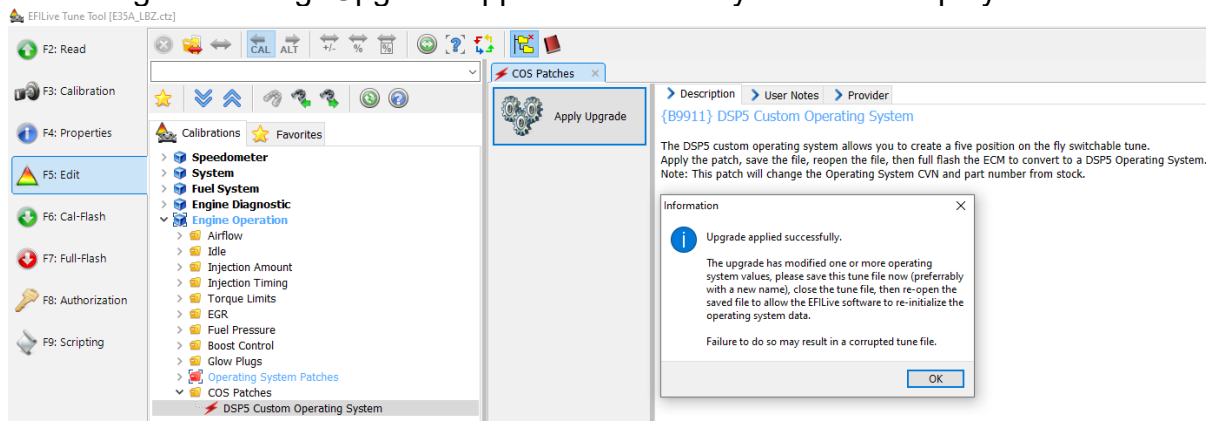 EFILive Tune Tool [E35A_LBZ.ctz]
F2: Read
F3: Calibration
F4: Properties
F5: Edit
F6: Cal-Flash
F7: Full-Flash
F8: Authorization
F9: Scripting
CAL
ALT
+/-
%
%
Calibrations
Favorites
Speedometer
System
Fuel System
Engine Diagnostic
Engine Operation
Airflow
Idle
Injection Amount
Injection Timing
Torque Limits
EGR
Fuel Pressure
Boost Control
Glow Plugs
Operating System Patches
COS Patches
DSP5 Custom Operating System
COS Patches
Apply Upgrade
Description
User Notes
Provider
{B9911} DSP5 Custom Operating System
The DSP5 custom operating system allows you to create a five position on the fly switchable tune.
Apply the patch, save the file, reopen the file, then full flash the ECM to convert to a DSP5 Operating System.
Note: This patch will change the Operating System CVN and part number from stock.
Information
Upgrade applied successfully.
The upgrade has modified one or more operating
system values, please save this tune file now (preferrably
with a new name), close the tune file, then re-open the
saved file to allow the EFILive software to re-initialize the
operating system data.
Failure to do so may result in a corrupted tune file.
OK